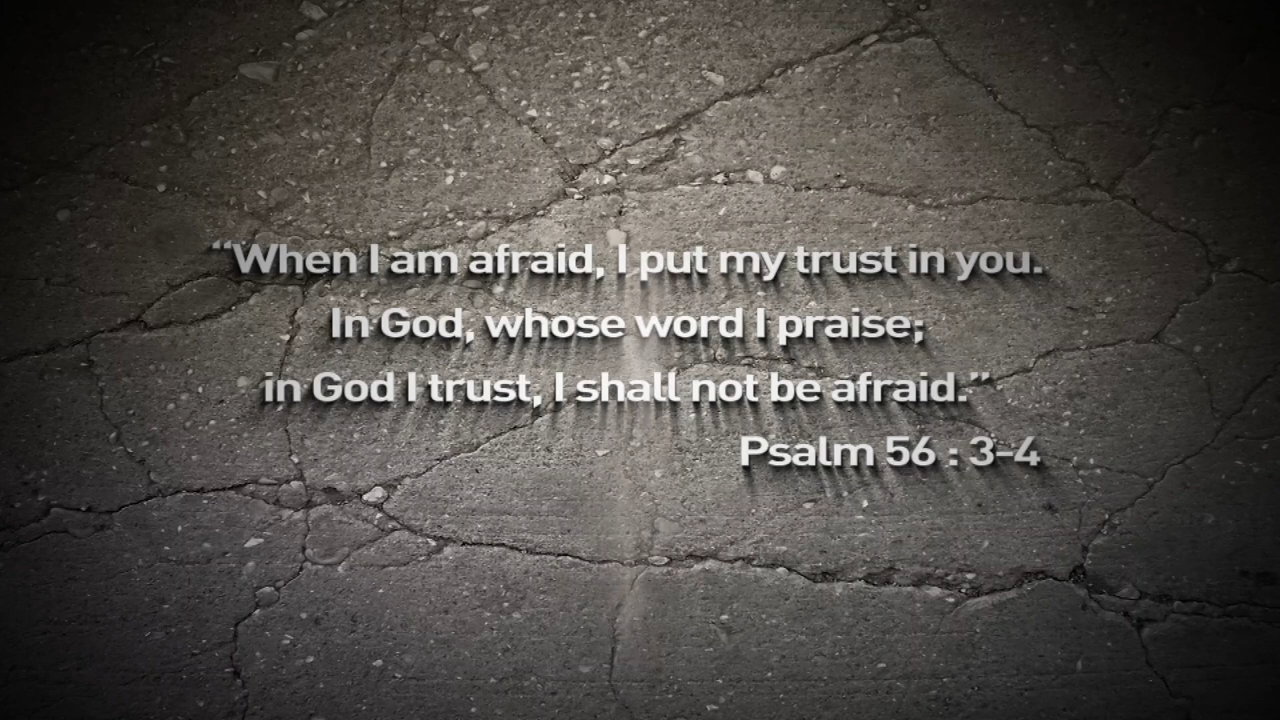 “When I am afraid, I put my trust in you.
In God, whose word I praise;
in God I trust, I shall not be afraid.”
Psalm 56 : 3-4